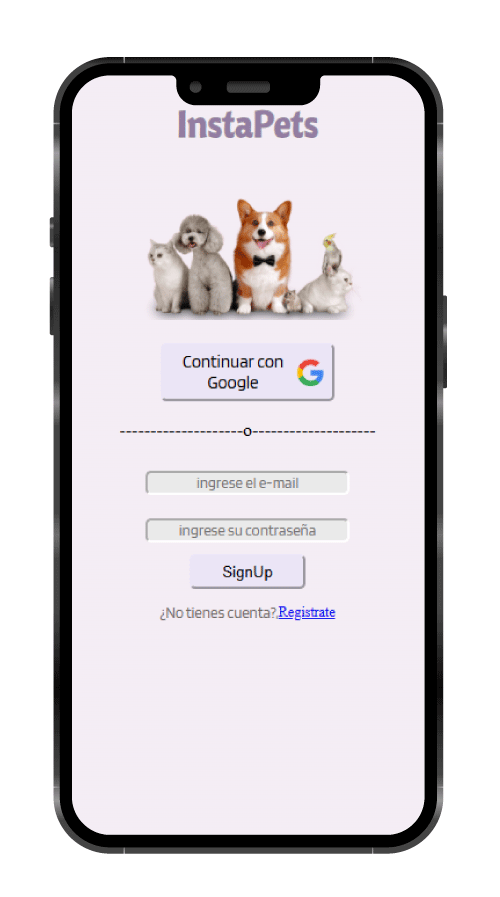 InstaPets
Continuar con
Google
--------------------o--------------------
ingrese el e-mail
ingrese su contraseña
SignUp
¿No tienes cuenta?,Registrate